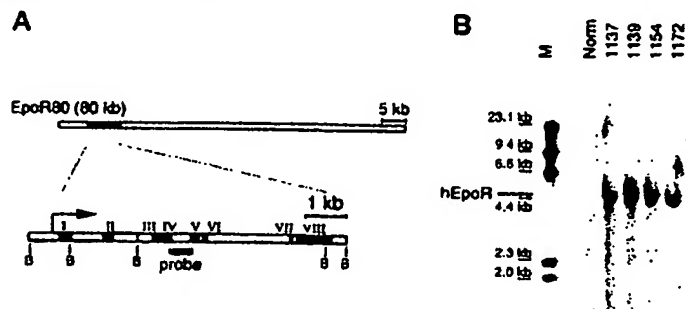 A
EpoR80 (80 kb)
5 kb
1 kb
I II III IV V VI VII VIII
B B B B B
probe
B
M Norm 1137 1139 1154 1172
23.1 kb
9.4 kb
6.6 kb
hEpoR
4.4 kb
2.3 kb
2.0 kb